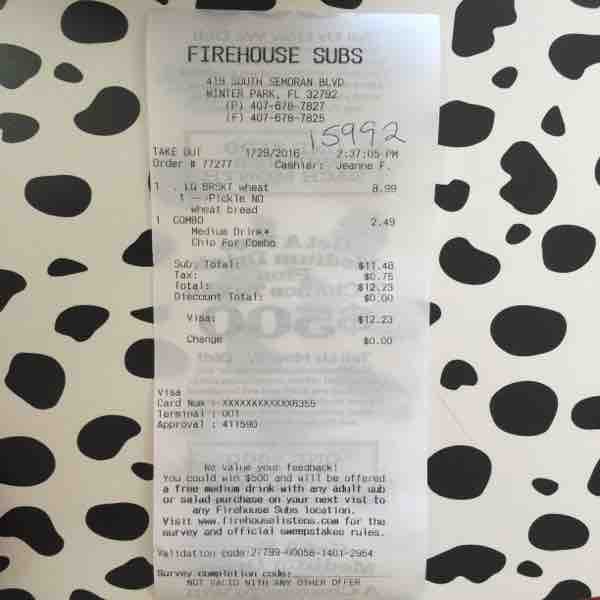 FIREHOUSE SUBS
419 SOUTH SEMORAN BLVD
WINTER PARK, FL 32792
(P) 407-678-7827
(F) 407-678-7825
15992
TAKE OUT 1/29/2016 2:37:05 PM
Order # 77277 Cashier: Jeanne F.
1 . LG BRSKT wheat 8.99
1 --Pickle NO
wheat bread
1 COMBO 2.49
Medium Drink*
Chip For Combo
Sub. Total: $11.48
Tax: $0.75
Total: $12.23
Discount Total: $0.00
Visa: $12.23
Change $0.00
Visa
Card Num : XXXXXXXXXXXX6355
Terminal : 001
Approval : 411590
We value your feedback!
You could win $500 and will be offered
a free medium drink with any adult sub
or salad purchase on your next vist to
any Firehouse Subs location.
Visit www.firehouselistens.com for the
survey and official sweepstakes rules.
Validation code:
Survey completion code:
NOT VALID WITH ANY OTHER OFFER